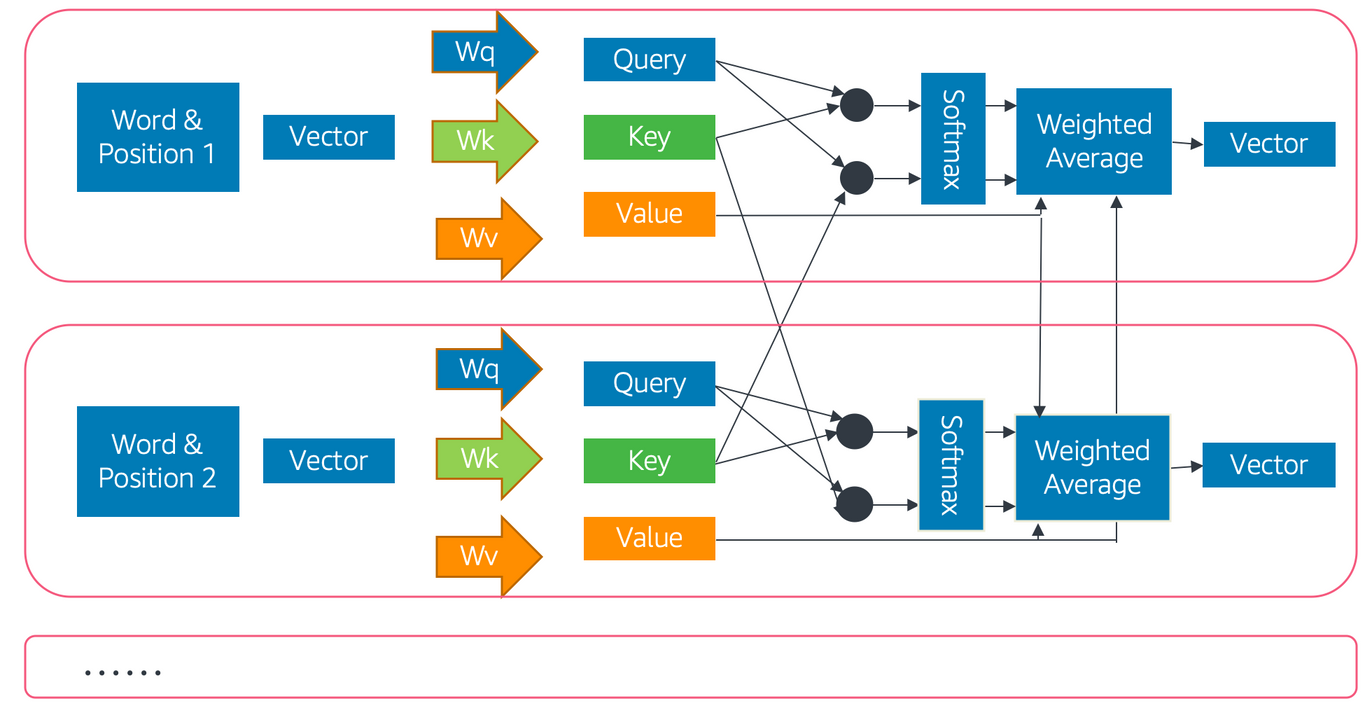 Word &
Position 1
Vector
Wq
Wk
Wv
Query
Key
Value
Softmax
Weighted
Average
Vector
Word &
Position 2
Vector
Wq
Wk
Wv
Query
Key
Value
Softmax
Weighted
Average
Vector
......